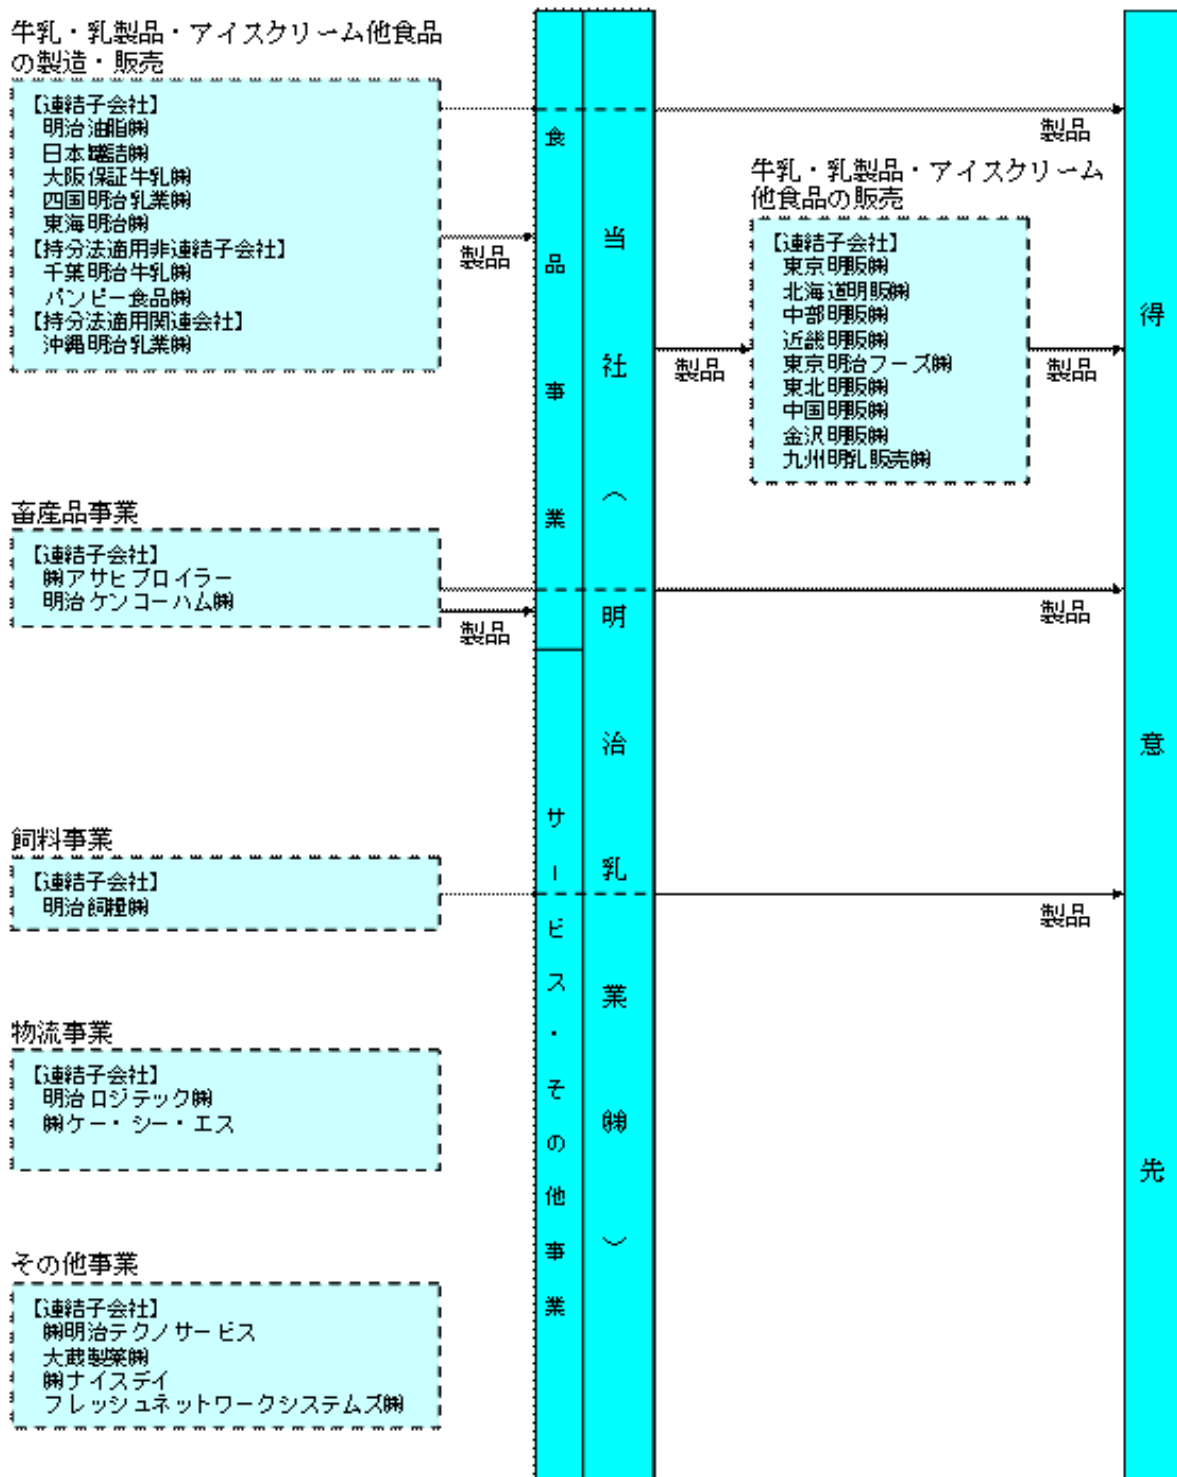 牛乳・乳製品・アイスクリーム他食品
の製造・販売
【連結子会社】
明治油脂㈱
日本罐詰㈱
大阪保証牛乳㈱
四国明治乳業㈱
東海明治㈱
【持分法適用非連結子会社】
千葉明治牛乳㈱
パンピー食品㈱
【持分法適用関連会社】
沖縄明治乳業㈱
製品
畜産品事業
【連結子会社】
㈱アサヒブロイラー
明治ケンコーハム㈱
製品
飼料事業
【連結子会社】
明治飼糧㈱
物流事業
【連結子会社】
明治ロジテック㈱
㈱ケー・シー・エス
その他事業
【連結子会社】
㈱明治テクノサービス
大蔵製薬㈱
㈱ナイスデイ
フレッシュネットワークシステムズ㈱
食品事業
サービス・その他事業
当社（明治乳業㈱）
製品
牛乳・乳製品・アイスクリーム
他食品の販売
【連結子会社】
東京明販㈱
北海道明販㈱
中部明販㈱
近畿明販㈱
東京明治フーズ㈱
東北明販㈱
中国明販㈱
金沢明販㈱
九州明乳販売㈱
製品
製品
製品
製品
得意先